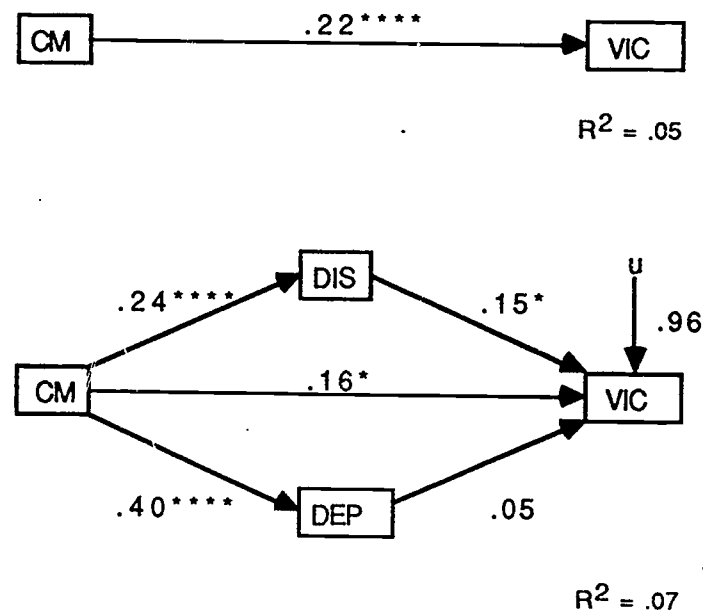 .22****
CM VIC
R² = .05
DIS u
.24**** .15* .96
CM .16* VIC
.40**** DEP .05
R² = .07